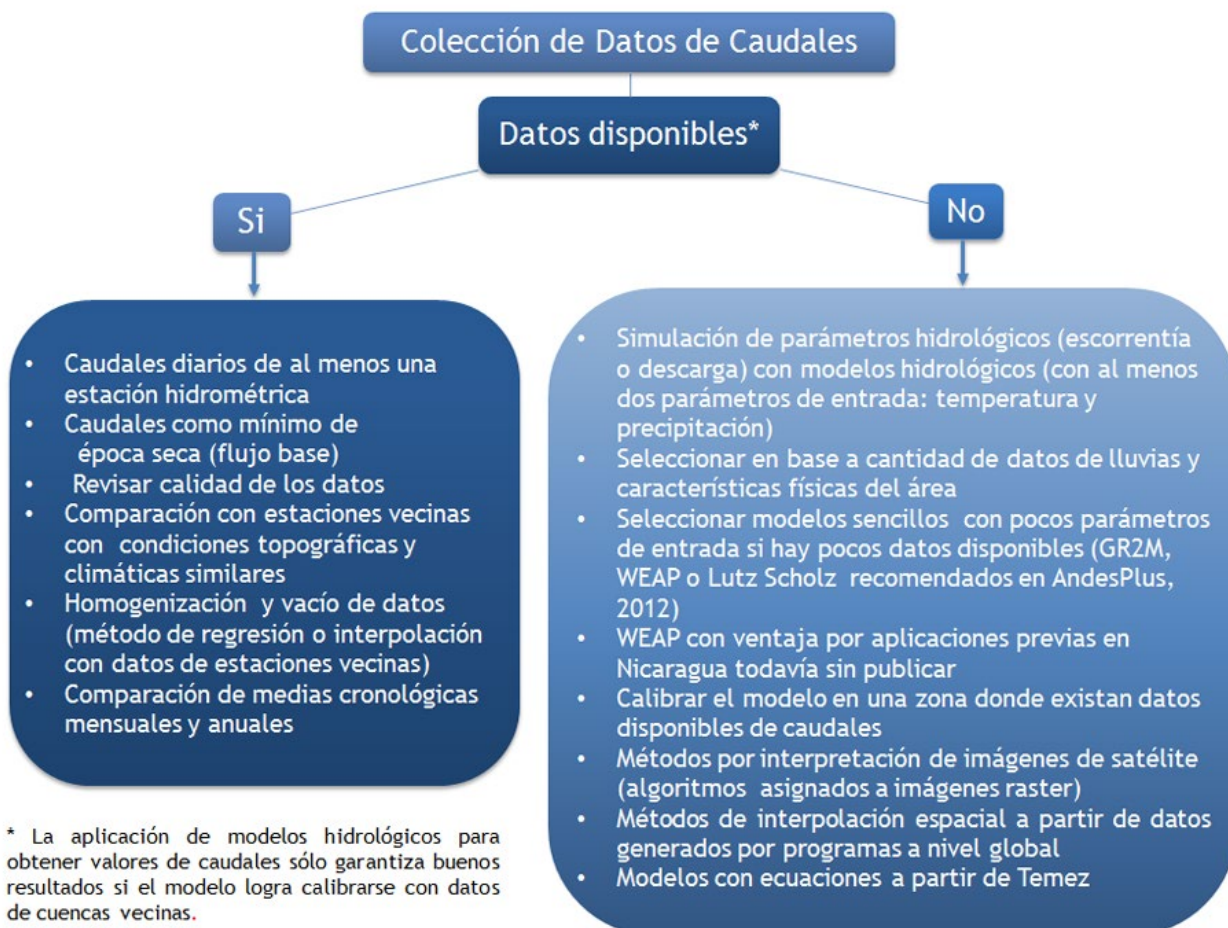 Colección de Datos de Caudales
Datos disponibles*
Si
No
• Caudales diarios de al menos una
estación hidrométrica
• Caudales como mínimo de
época seca (flujo base)
• Revisar calidad de los datos
• Comparación con estaciones vecinas
con condiciones topográficas y
climáticas similares
• Homogenización y vacío de datos
(método de regresión o interpolación
con datos de estaciones vecinas)
• Comparación de medias cronológicas
mensuales y anuales
• Simulación de parámetros hidrológicos (escorrentía
o descarga) con modelos hidrológicos (con al menos
dos parámetros de entrada: temperatura y
precipitación)
• Seleccionar en base a cantidad de datos de lluvias y
características físicas del área
• Seleccionar modelos sencillos con pocos parámetros
de entrada si hay pocos datos disponibles (GR2M,
WEAP o Lutz Scholz recomendados en AndesPlus,
2012)
• WEAP con ventaja por aplicaciones previas en
Nicaragua todavía sin publicar
• Calibrar el modelo en una zona donde existan datos
disponibles de caudales
• Métodos por interpretación de imágenes de satélite
(algoritmos asignados a imágenes raster)
• Métodos de interpolación espacial a partir de datos
generados por programas a nivel global
• Modelos con ecuaciones a partir de Temez
* La aplicación de modelos hidrológicos para
obtener valores de caudales sólo garantiza buenos
resultados si el modelo logra calibrarse con datos
de cuencas vecinas.